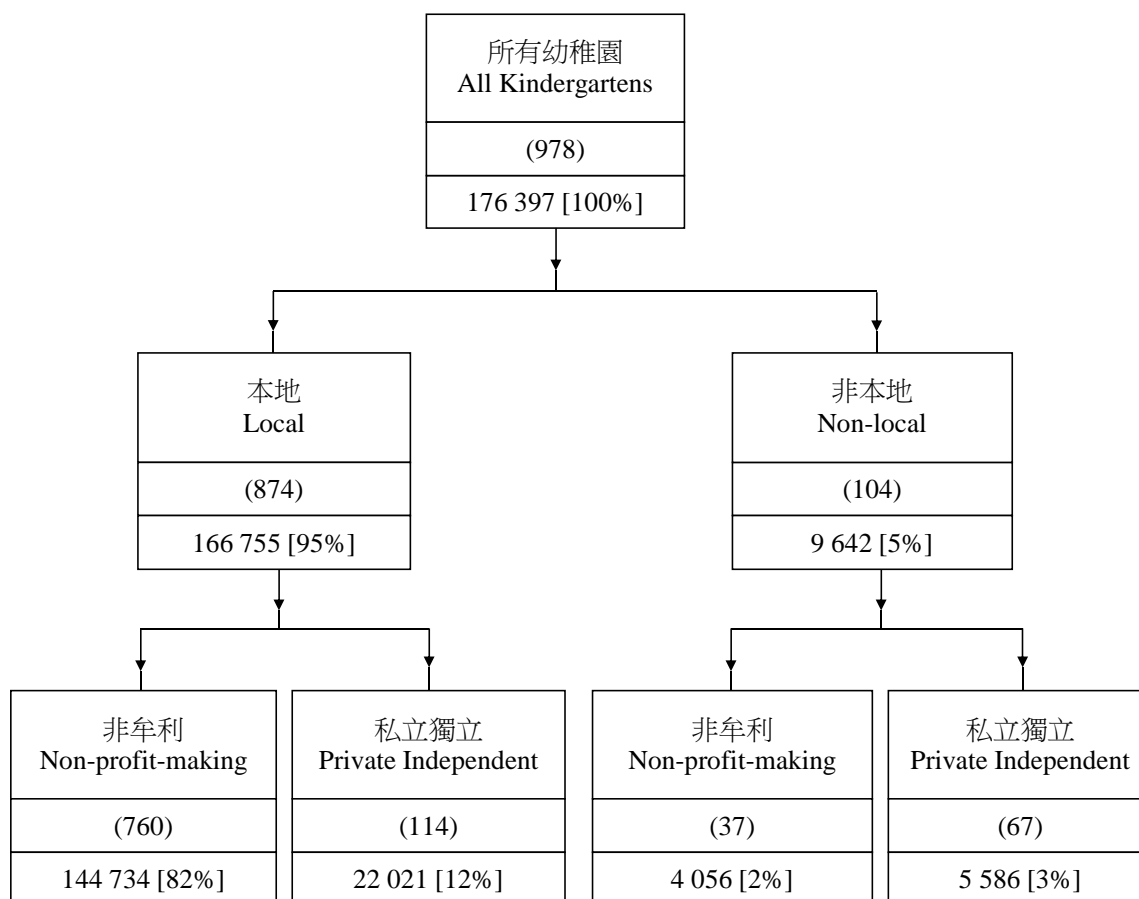 所有幼稚園
All Kindergartens
(978)
176 397 [100%]
本地
Local
(874)
166 755 [95%]
非本地
Non-local
(104)
9 642 [5%]
非牟利
Non-profit-making
(760)
144 734 [82%]
私立獨立
Private Independent
(114)
22 021 [12%]
非牟利
Non-profit-making
(37)
4 056 [2%]
私立獨立
Private Independent
(67)
5 586 [3%]